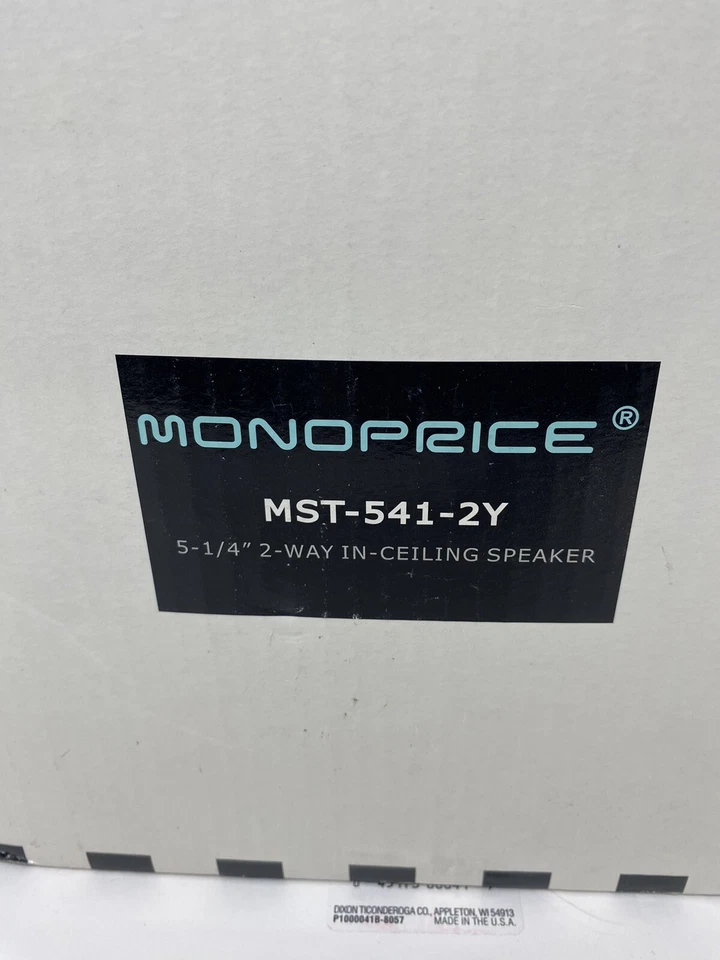 MONOPRICE®
MST-541-2Y
5-1/4" 2-WAY IN-CEILING SPEAKER
DIXON TICONDEROGA CO., APPLETON, WI 54913
P1000041B-8057 MADE IN THE U.S.A.